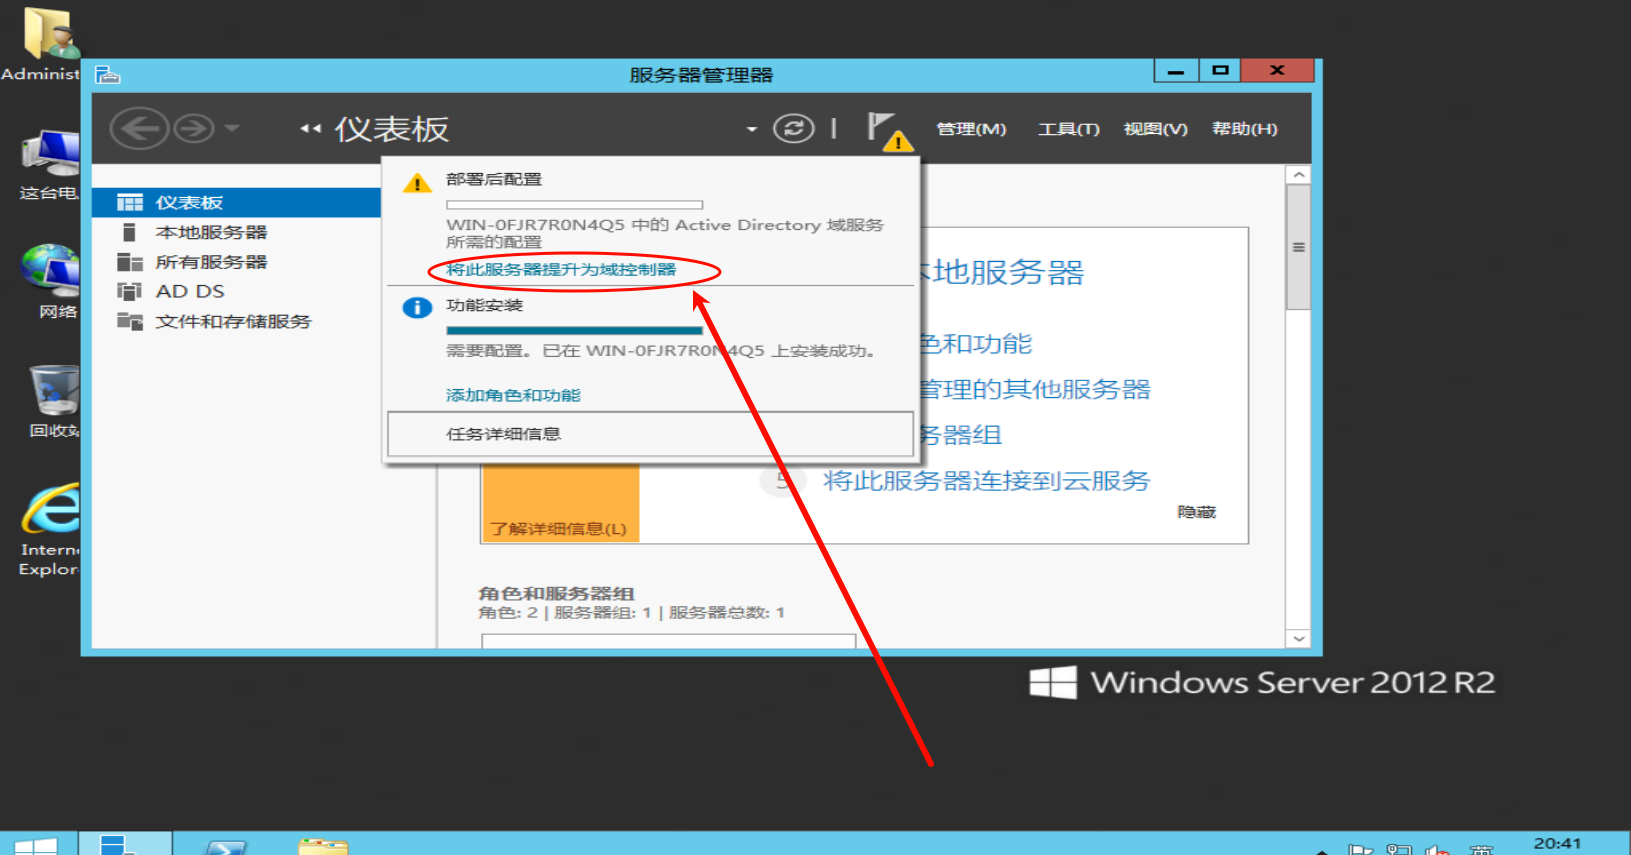 Administ
这台电
网络
回收站
Intern
Explor
服务器管理器
仪表板
管理(M)
工具(T)
视图(V)
帮助(H)
仪表板
本地服务器
所有服务器
AD DS
文件和存储服务
部署后配置
WIN-0FJR7R0N4Q5 中的 Active Directory 域服务
所需的配置
将此服务器提升为域控制器
功能安装
需要配置。已在 WIN-0FJR7R0N4Q5 上安装成功。
添加角色和功能
任务详细信息
本地服务器
色和功能
管理的其他服务器
务器组
5 将此服务器连接到云服务
了解详细信息(L)
隐藏
角色和服务器组
角色: 2 | 服务器组: 1 | 服务器总数: 1
Windows Server 2012 R2
英
20:41